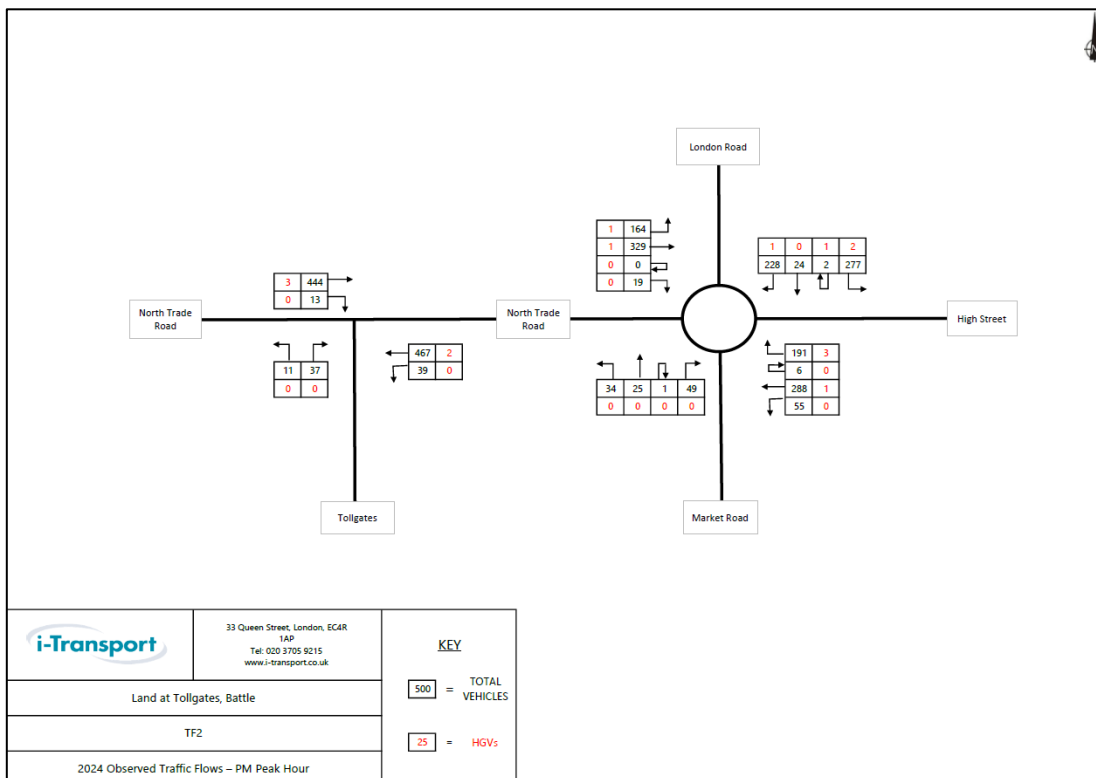 N
London Road
1 164
1 329
0 0
0 19
1 0 1 2
228 24 2 277
3 444
0 13
North Trade
Road
North Trade
Road
High Street
11 37
0 0
467 2
39 0
34 25 1 49
0 0 0 0
191 3
6 0
288 1
55 0
Tollgates
Market Road
i-Transport
33 Queen Street, London, EC4R
1AP
Tel: 020 3705 9215
www.i-transport.co.uk
KEY
500 = TOTAL
VEHICLES
25 = HGVs
Land at Tollgates, Battle
TF2
2024 Observed Traffic Flows – PM Peak Hour